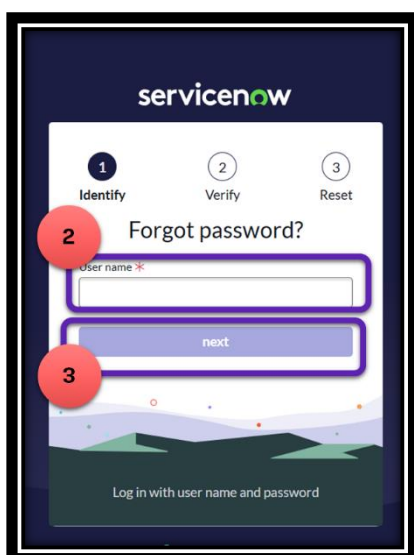 servicenow
1 2 3
Identify Verify Reset
Forgot password?
2
User name *
next
3
Log in with user name and password